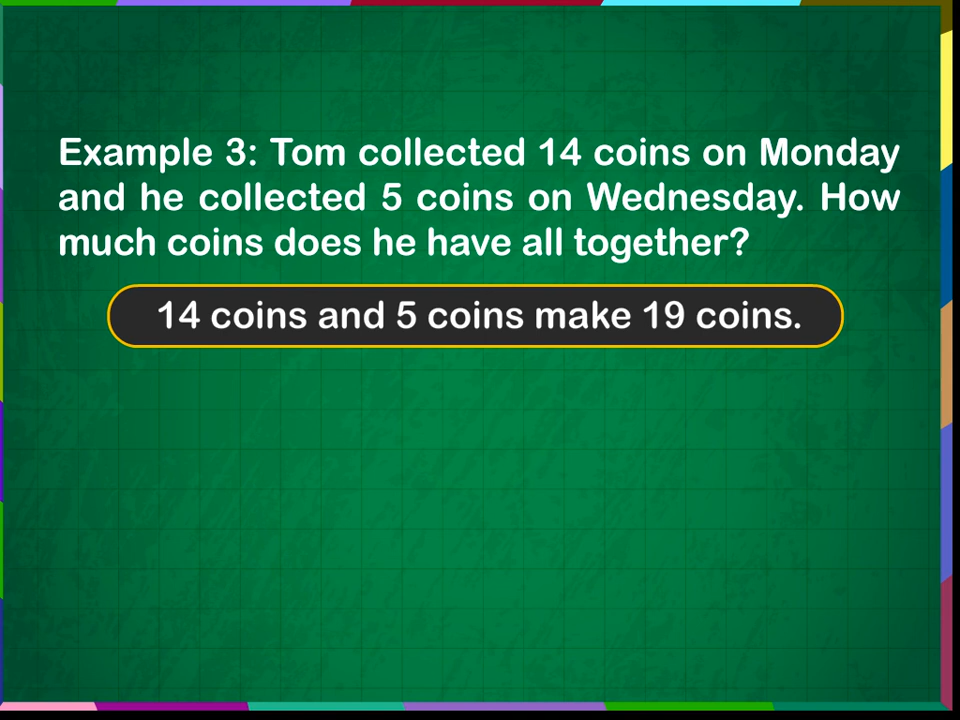 Example 3: Tom collected 14 coins on Monday
and he collected 5 coins on Wednesday. How
much coins does he have all together?
14 coins and 5 coins make 19 coins.